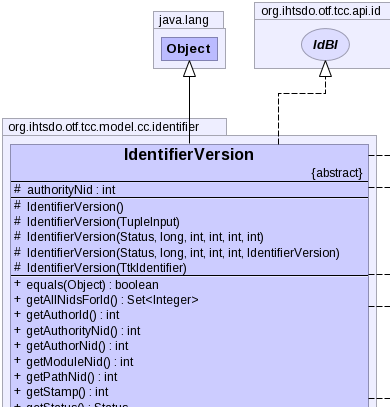 java.lang
org.ihtsdo.otf.tcc.api.id
Object
IdBI
org.ihtsdo.otf.tcc.model.cc.identifier
IdentifierVersion
{abstract}
# authorityNid : int
# IdentifierVersion()
# IdentifierVersion(TupleInput)
# IdentifierVersion(Status, long, int, int, int, int)
# IdentifierVersion(Status, long, int, int, int, IdentifierVersion)
# IdentifierVersion(TtkIdentifier)
+ equals(Object) : boolean
+ getAllNidsForId() : Set<Integer>
+ getAuthorId() : int
+ getAuthorityNid() : int
+ getAuthorNid() : int
+ getModuleNid() : int
+ getPathNid() : int
+ getStamp() : int
+ getStatus() : Status